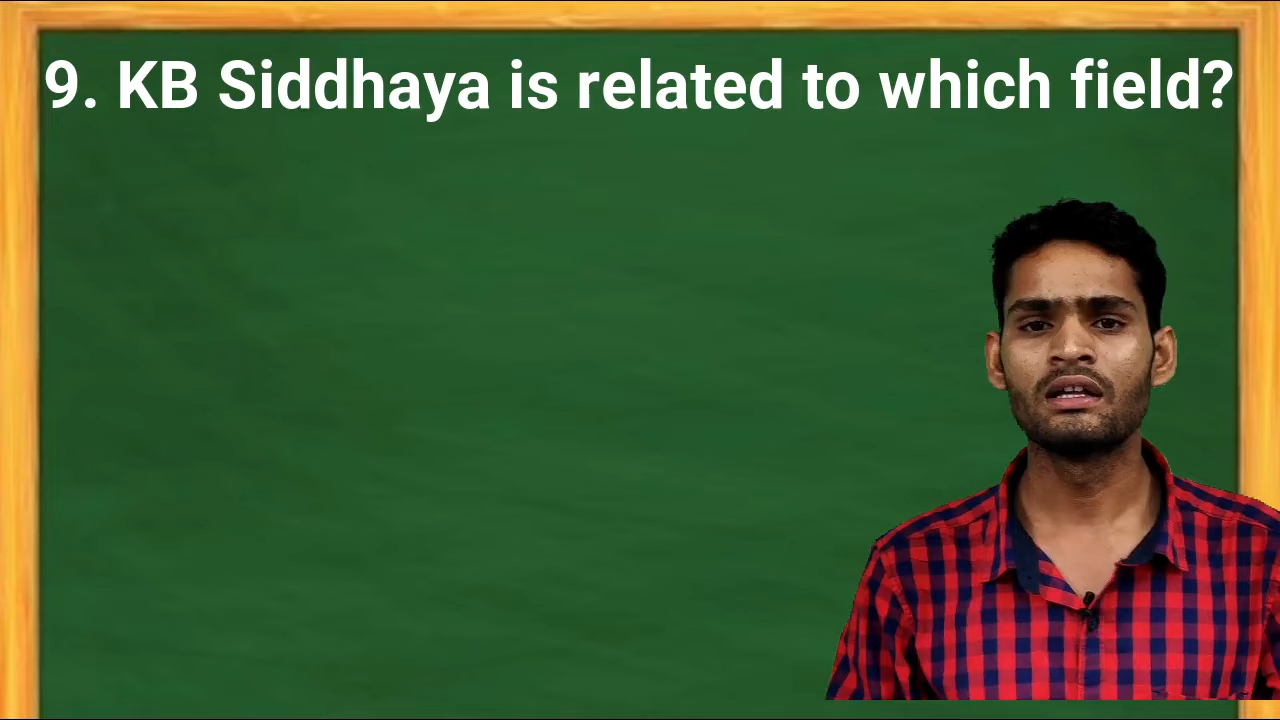 9. KB Siddhaya is related to which field?